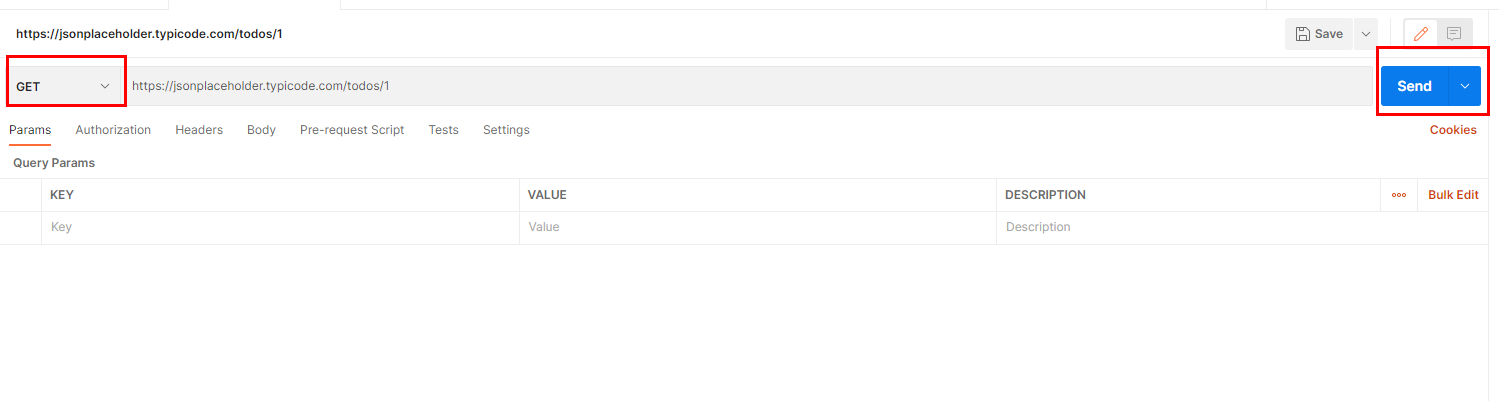 https://jsonplaceholder.typicode.com/todos/1 Save
GET https://jsonplaceholder.typicode.com/todos/1 Send
Params Authorization Headers Body Pre-request Script Tests Settings Cookies
Query Params
KEY VALUE DESCRIPTION Bulk Edit
Key Value Description